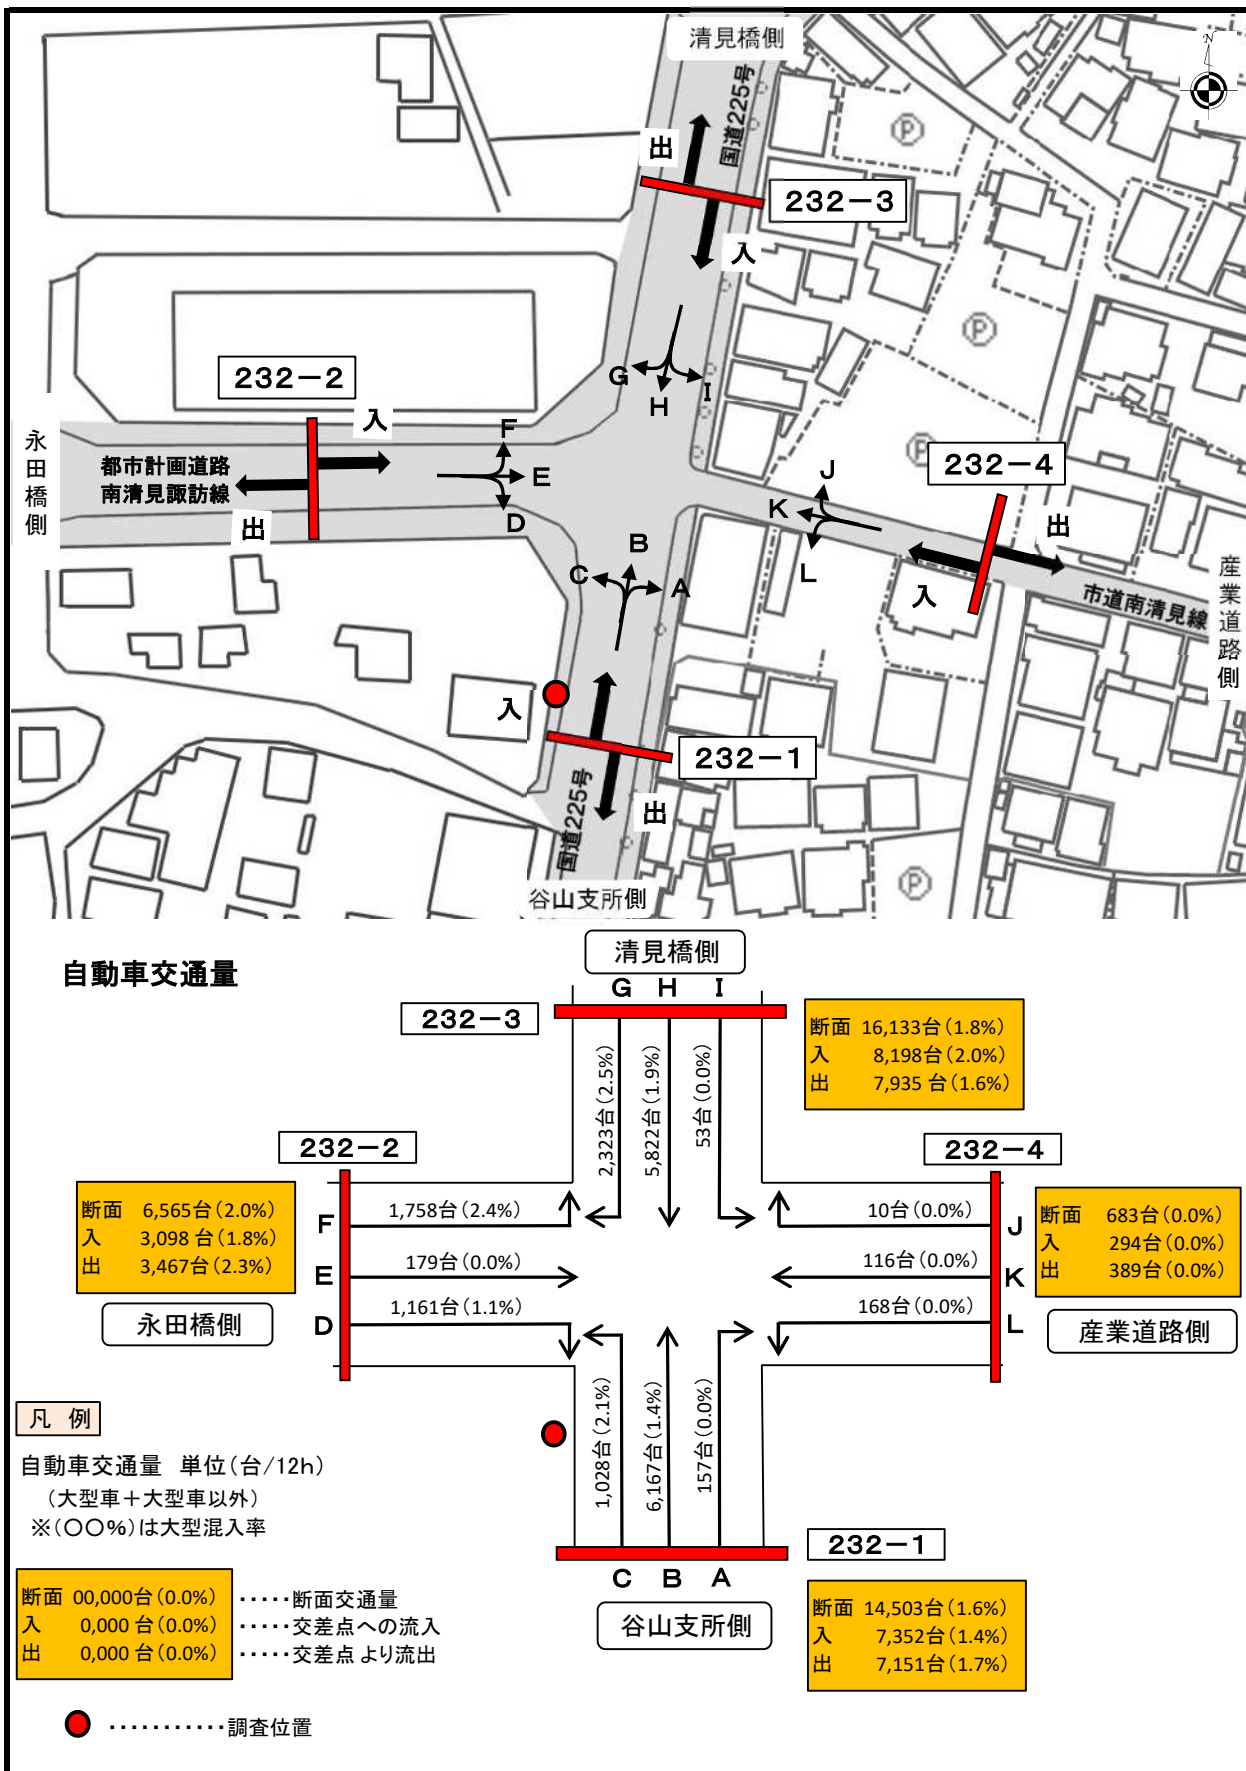 清見橋側
N
国道225号
出
232-3
入
P
P
P
232-2
入
G
H
I
F
E
D
永田橋側
都市計画道路
南清見諏訪線
出
J
K
L
232-4
出
入
市道南清見線
産業道路側
B
C
A
入
232-1
国道225号
出
P
谷山支所側
自動車交通量
清見橋側
G H I
232-3
断面 16,133台(1.8%)
入 8,198台(2.0%)
出 7,935 台(1.6%)
2,323台(2.5%)
5,822台(1.9%)
53台(0.0%)
232-2
232-4
断面 6,565台(2.0%)
入 3,098 台(1.8%)
出 3,467台(2.3%)
F 1,758台(2.4%)
E 179台(0.0%)
D 1,161台(1.1%)
永田橋側
10台(0.0%) J
116台(0.0%) K
168台(0.0%) L
断面 683台(0.0%)
入 294台(0.0%)
出 389台(0.0%)
産業道路側
1,028台(2.1%)
6,167台(1.4%)
157台(0.0%)
凡 例
自動車交通量 単位(台/12h)
(大型車+大型車以外)
※(〇〇%)は大型混入率
232-1
C B A
谷山支所側
断面 14,503台(1.6%)
入 7,352台(1.4%)
出 7,151台(1.7%)
断面 00,000台(0.0%) ・・・・・断面交通量
入 0,000 台(0.0%) ・・・・・交差点への流入
出 0,000 台(0.0%) ・・・・・交差点より流出
・・・・・・・・・・・調査位置